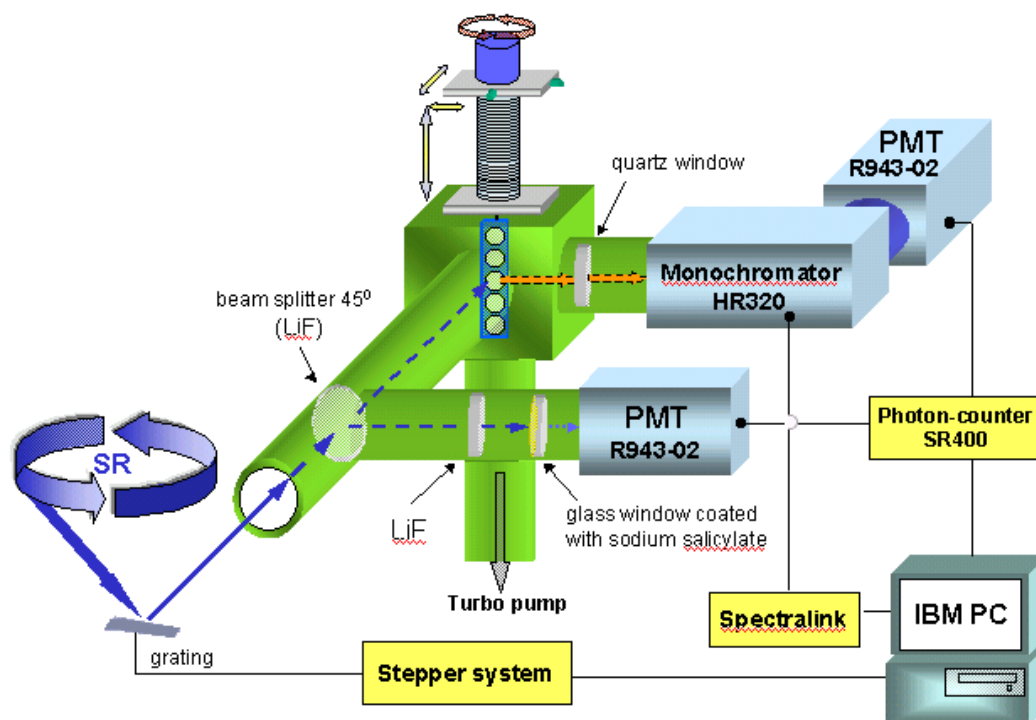 PMT
R943-02
quartz window
Monochromator
HR320
beam splitter 45⁰
(LiF)
PMT
R943-02
Photon-counter
SR400
SR
LiF
glass window coated
with sodium salicylate
Turbo pump
Spectralink
IBM PC
grating
Stepper system